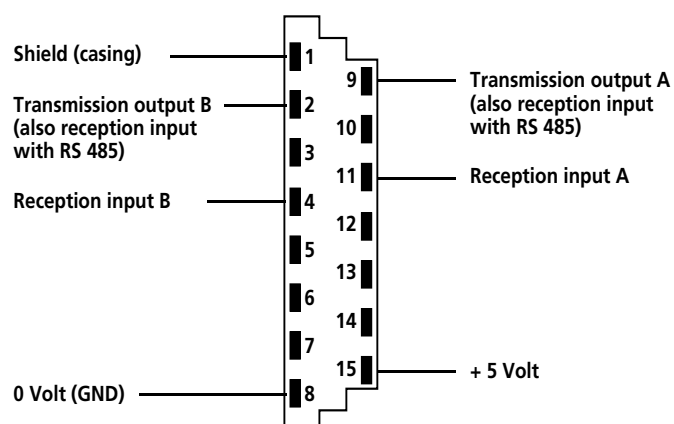 Shield (casing)
1
9
Transmission output A
(also reception input
with RS 485)
Transmission output B
(also reception input
with RS 485)
2
10
3
11
Reception input A
Reception input B
4
12
5
13
6
14
7
15
+ 5 Volt
0 Volt (GND)
8